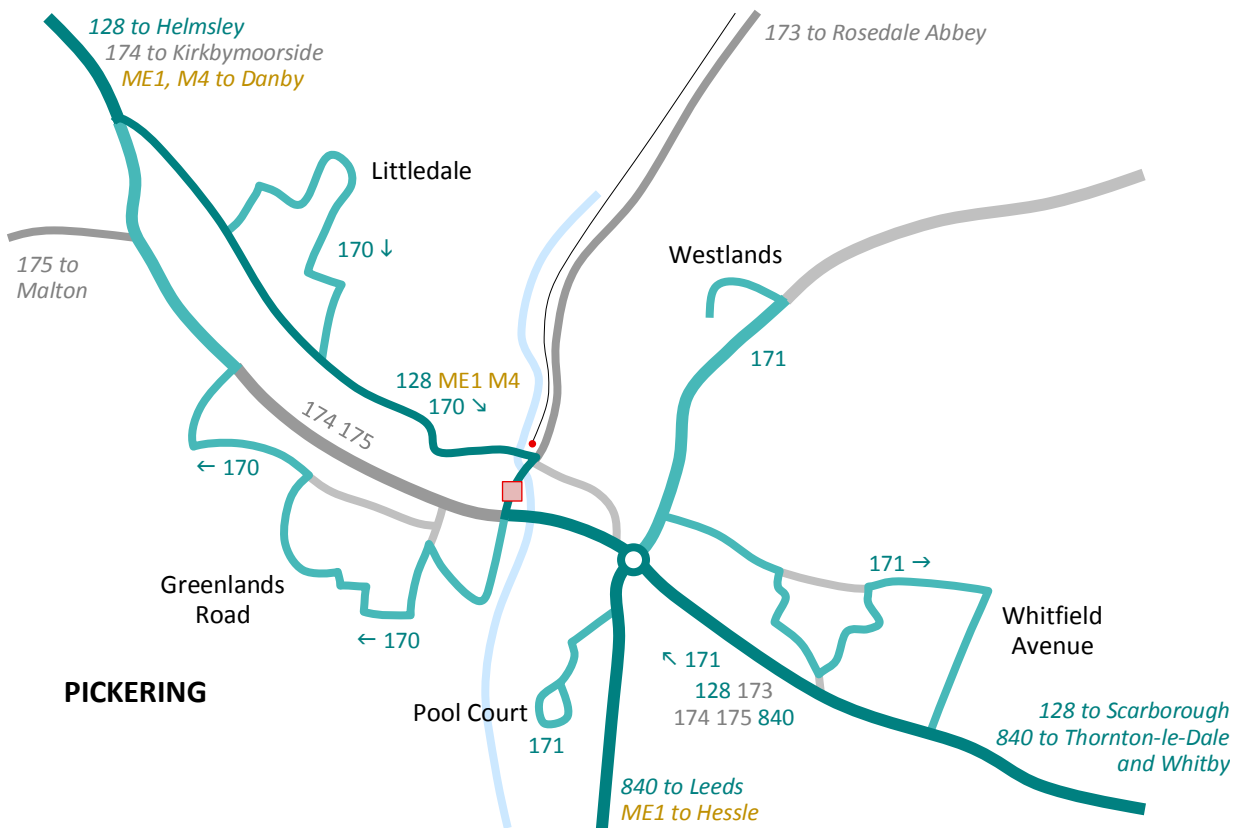 128 to Helmsley
174 to Kirkbymoorside
ME1, M4 to Danby
173 to Rosedale Abbey
Littledale
170 ↓
175 to
Malton
Westlands
171
128 ME1 M4
170 ↘
174 175
← 170
Greenlands
Road
← 170
171 →
Whitfield
Avenue
↖ 171
128 173
174 175 840
PICKERING
Pool Court
171
128 to Scarborough
840 to Thornton-le-Dale
and Whitby
840 to Leeds
ME1 to Hessle